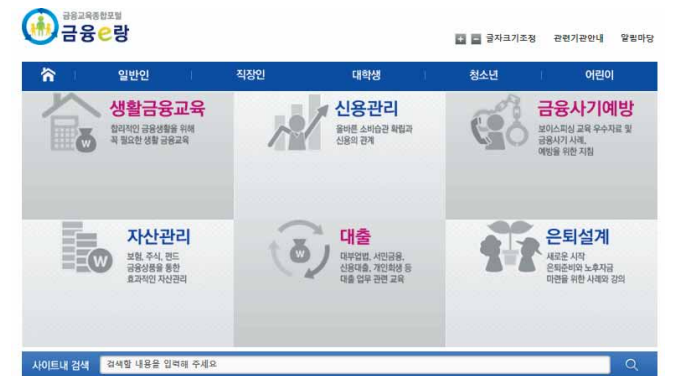 금융교육종합포털
금융e랑
글자크기조정 관련기관안내 알림마당
일반인 직장인 대학생 청소년 어린이
생활금융교육
합리적인 금융생활을 위해
꼭 필요한 생활 금융교육
신용관리
올바른 소비습관 확립과
신용의 관계
금융사기예방
보이스피싱 교육 우수자료 및
금융사기 사례,
예방을 위한 지침
자산관리
보험, 주식, 펀드
금융상품을 통한
효과적인 자산관리
대출
대부업법, 서민금융,
신용대출, 개인회생 등
대출 업무 관련 교육
은퇴설계
새로운 시작
은퇴준비와 노후자금
마련을 위한 사례와 강의
사이트내 검색 검색할 내용을 입력해 주세요